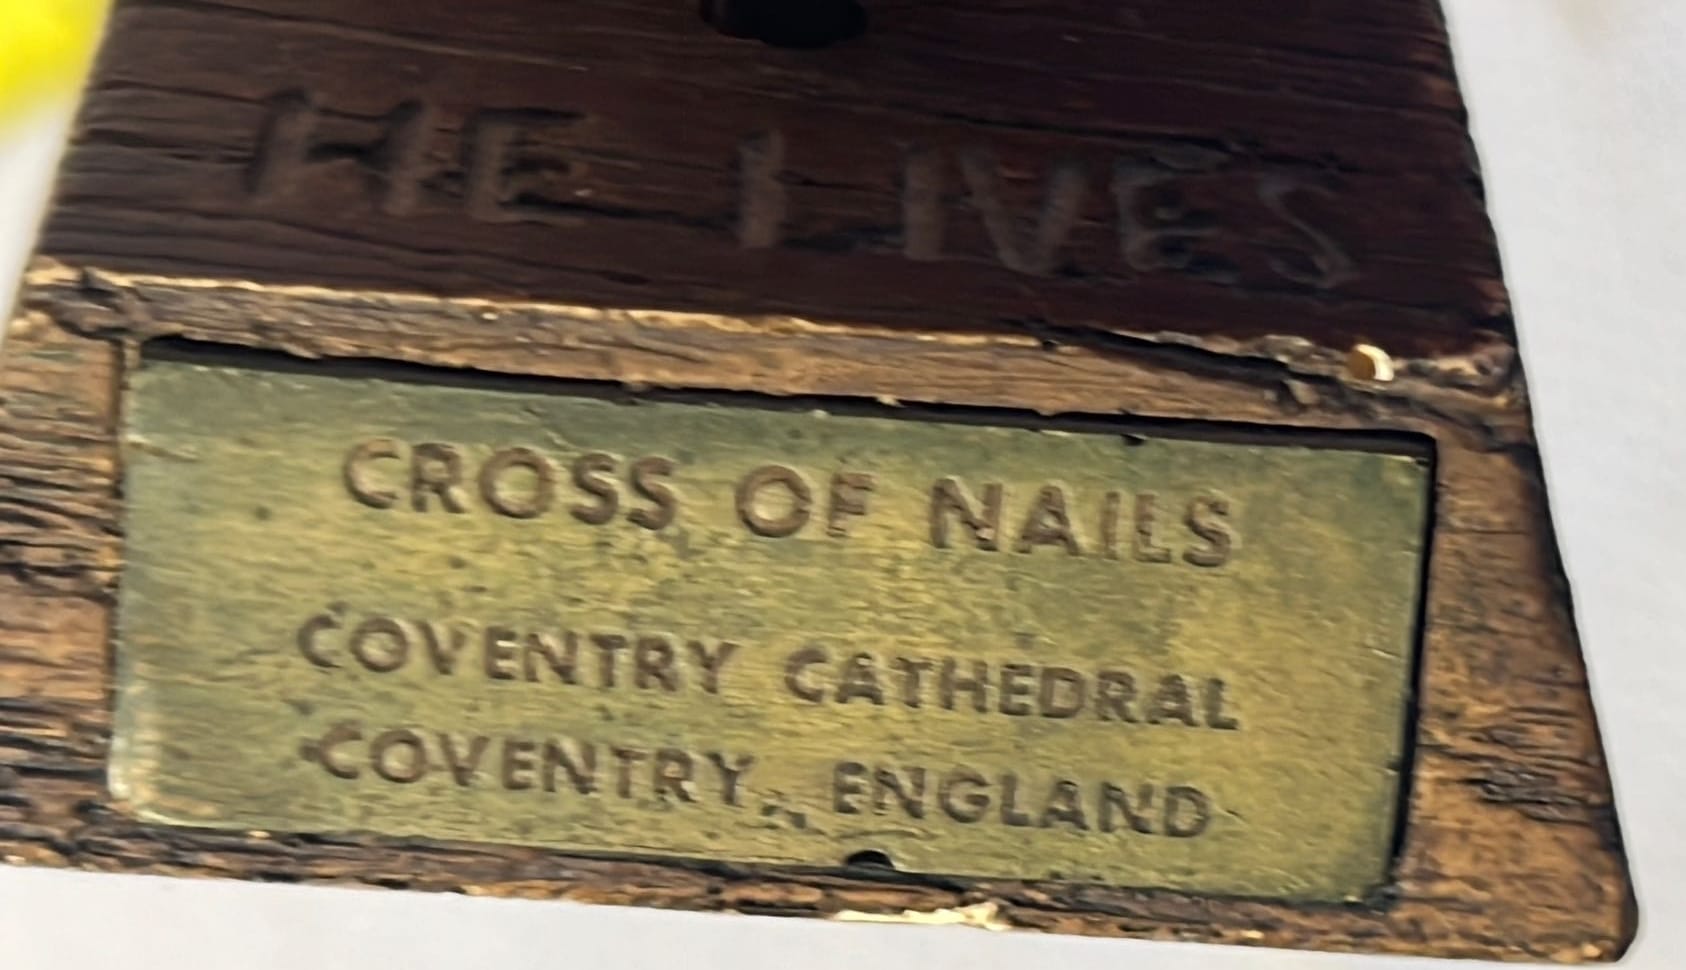 HE LIVES
CROSS OF NAILS
COVENTRY CATHEDRAL
COVENTRY, ENGLAND